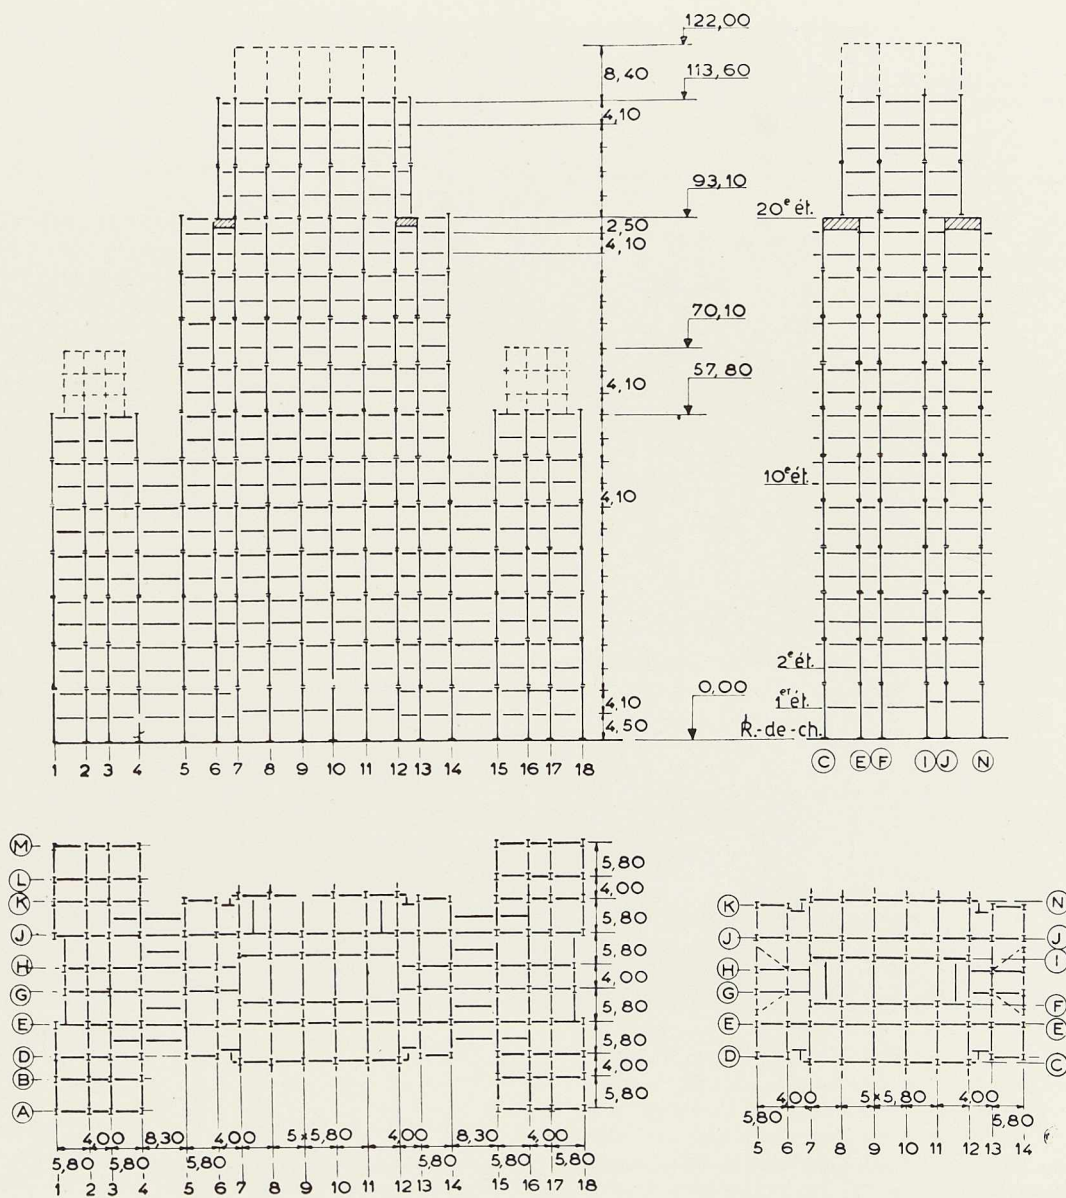 122,00
8,40
113,60
4,10
93,10
20e ét.
2,50
4,10
70,10
4,10
57,80
10e ét.
4,10
2e ét.
0,00
1er ét.
4,10
4,50
R.-de-ch.
1 2 3 4 5 6 7 8 9 10 11 12 13 14 15 16 17 18
C E F I J N
M
5,80
L
4,00
K
5,80
J
5,80
H
4,00
G
5,80
E
5,80
D
4,00
B
5,80
A
4,00 8,30 4,00 5×5,80 4,00 8,30 4,00
5,80 5,80 5,80 5,80 5,80 5,80
1 2 3 4 5 6 7 8 9 10 11 12 13 14 15 16 17 18
K N
J J
H I
G F
E E
D C
4,00 5×5,80 4,00
5,80 5,80
5 6 7 8 9 10 11 12 13 14